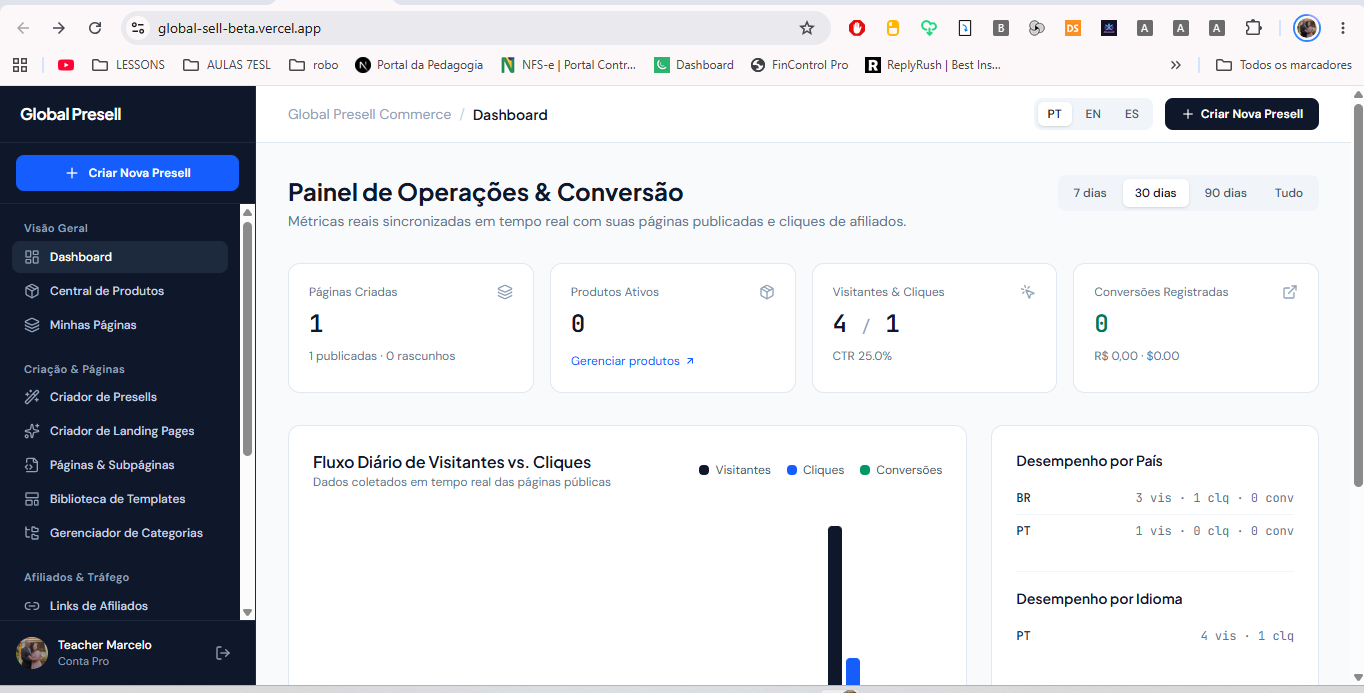 global-sell-beta.vercel.app
B
DS
A
A
A
LESSONS
AULAS 7ESL
robo
N
Portal da Pedagogia
NFS-e | Portal Contr...
Dashboard
FinControl Pro
R
ReplyRush | Best Ins...
»
Todos os marcadores
Global Presell
+ Criar Nova Presell
Visão Geral
Dashboard
Central de Produtos
Minhas Páginas
Criação & Páginas
Criador de Presells
Criador de Landing Pages
Páginas & Subpáginas
Biblioteca de Templates
Gerenciador de Categorias
Afiliados & Tráfego
Links de Afiliados
Teacher Marcelo
Conta Pro
Global Presell Commerce / Dashboard
PT EN ES
+ Criar Nova Presell
Painel de Operações & Conversão
Métricas reais sincronizadas em tempo real com suas páginas publicadas e cliques de afiliados.
7 dias 30 dias 90 dias Tudo
Páginas Criadas
1
1 publicadas · 0 rascunhos
Produtos Ativos
0
Gerenciar produtos ↗
Visitantes & Cliques
4 / 1
CTR 25.0%
Conversões Registradas
0
R$ 0,00 · $0.00
Fluxo Diário de Visitantes vs. Cliques
Dados coletados em tempo real das páginas públicas
Visitantes Cliques Conversões
Desempenho por País
BR 3 vis · 1 clq · 0 conv
PT 1 vis · 0 clq · 0 conv
Desempenho por Idioma
PT 4 vis · 1 clq